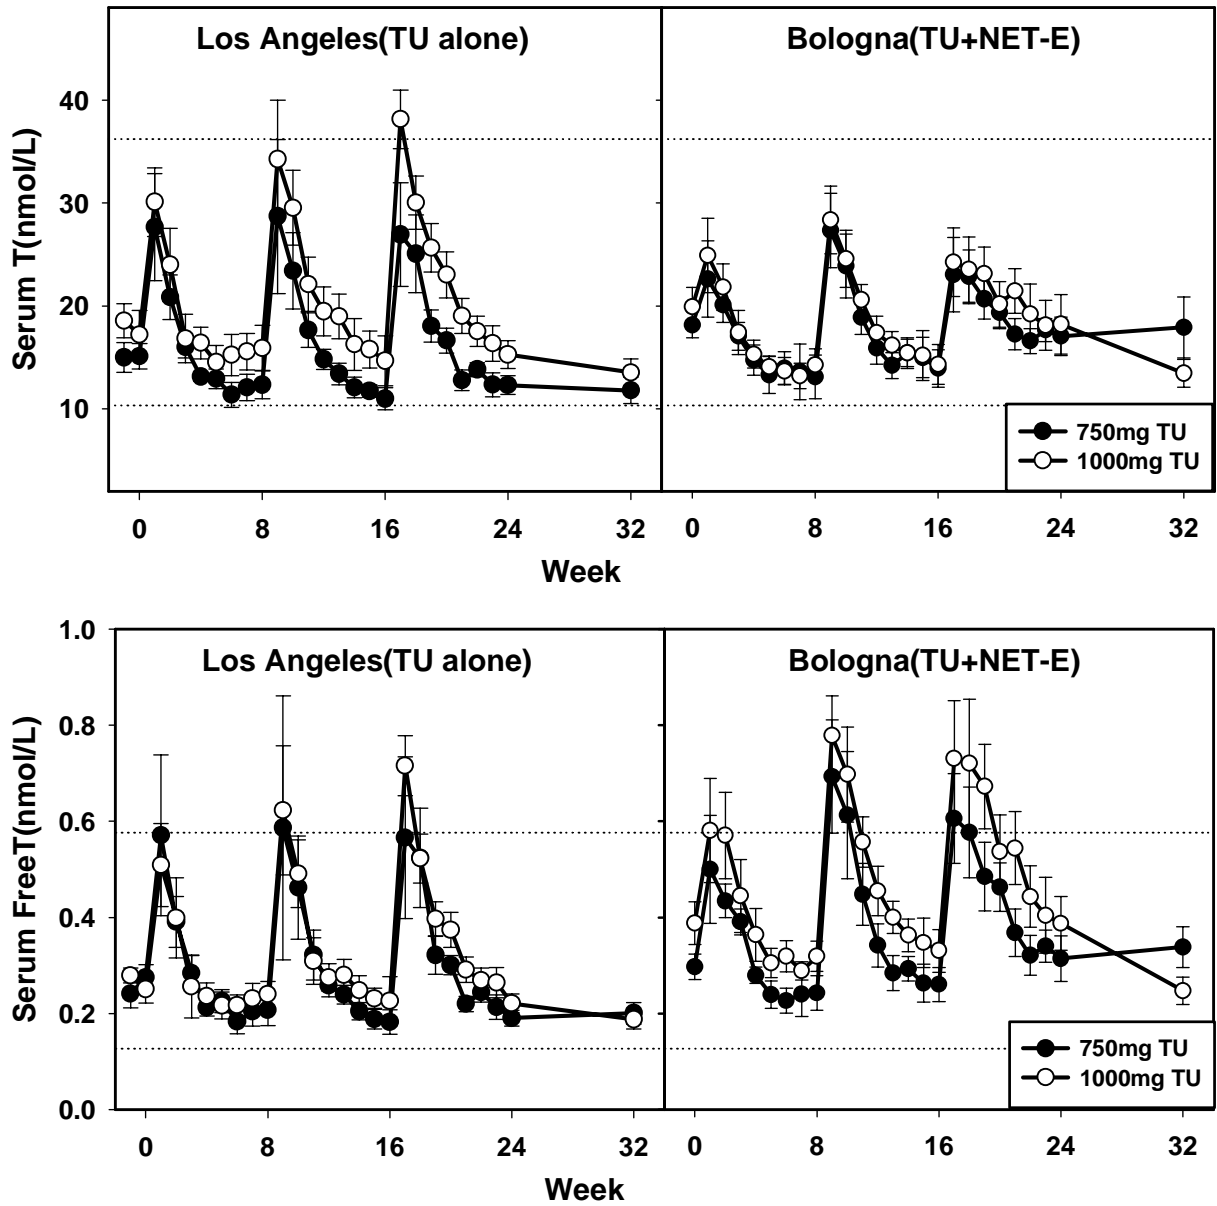 Los Angeles(TU alone) Bologna(TU+NET-E)
Serum T(nmol/L)
40
30
20
10
750mg TU
1000mg TU
0 8 16 24 32 0 8 16 24 32
Week
Los Angeles(TU alone) Bologna(TU+NET-E)
Serum FreeT(nmol/L)
1.0
0.8
0.6
0.4
0.2
0.0
750mg TU
1000mg TU
0 8 16 24 32 0 8 16 24 32
Week